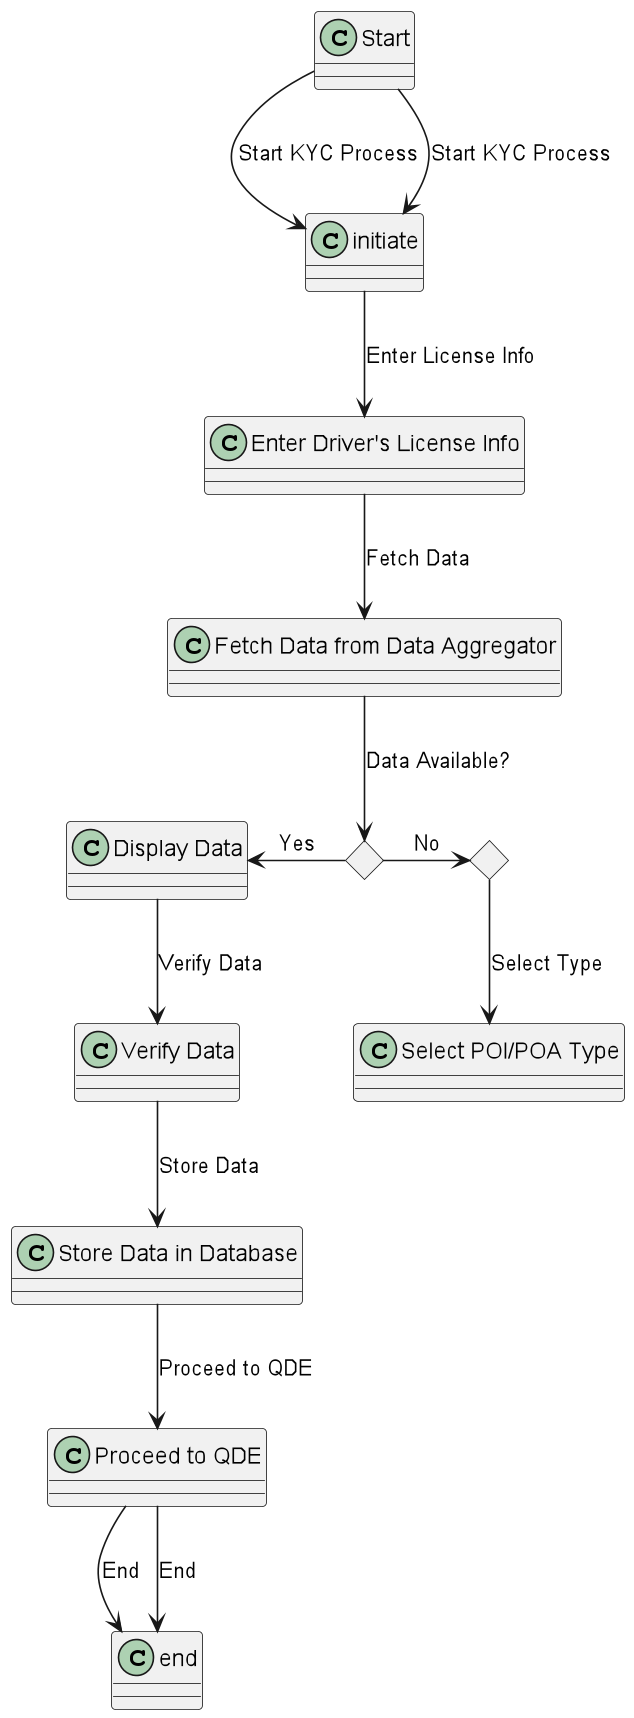 C Start
Start KYC Process
Start KYC Process
C initiate
Enter License Info
C Enter Driver's License Info
Fetch Data
C Fetch Data from Data Aggregator
Data Available?
C Display Data
Yes
No
Verify Data
Select Type
C Verify Data
C Select POI/POA Type
Store Data
C Store Data in Database
Proceed to QDE
C Proceed to QDE
End
End
C end